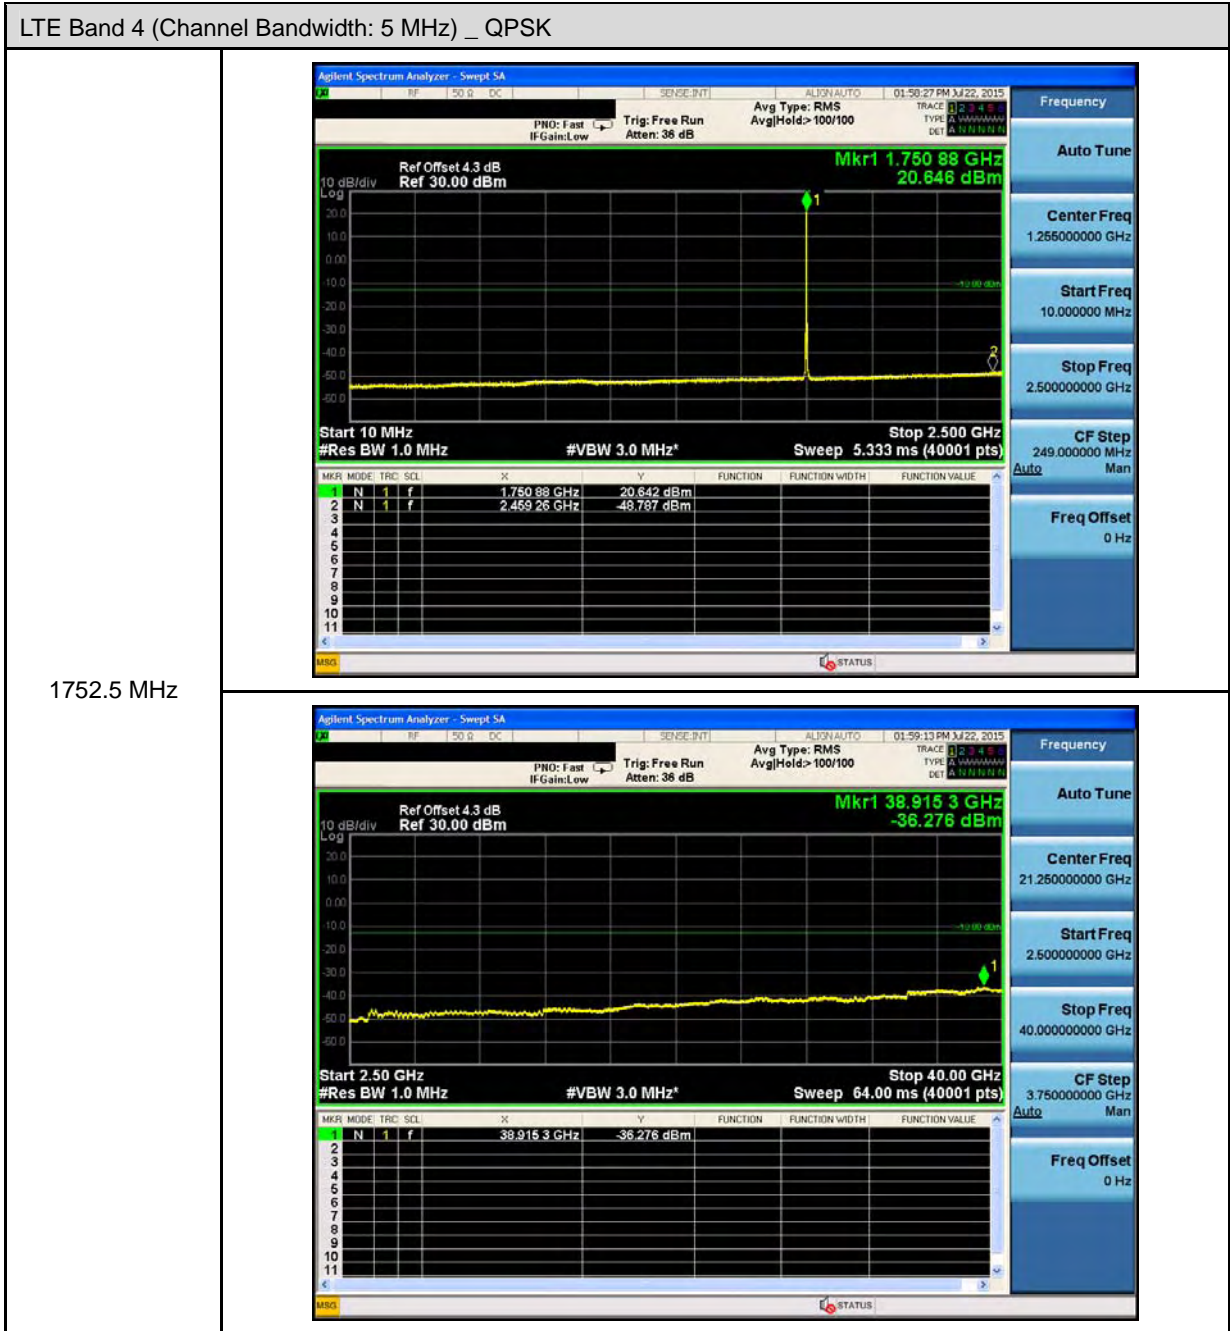 LTE Band 4 (Channel Bandwidth: 5 MHz) _ QPSK
1752.5 MHz
Agilent Spectrum Analyzer - Swept SA
RF 50 Ω DC SENSE:INT ALIGN AUTO 01:58:27 PM Jul 22, 2015
PNO: Fast Trig: Free Run Avg Type: RMS TRACE 1 2 3 4 5 6
IFGain:Low Atten: 36 dB Avg|Hold:>100/100 TYPE A
DET A N N N N N
Mkr1 1.750 88 GHz
20.646 dBm
Ref Offset 4.3 dB
10 dB/div Ref 30.00 dBm
Log
20.0
10.0
0.00
-10.0
-20.0
-30.0
-40.0
-50.0
-60.0
1
2
Start 10 MHz Stop 2.500 GHz
#Res BW 1.0 MHz #VBW 3.0 MHz* Sweep 5.333 ms (40001 pts)
MKR MODE TRC SCL X Y FUNCTION FUNCTION WIDTH FUNCTION VALUE
1 N 1 f 1.750 88 GHz 20.642 dBm
2 N 1 f 2.459 26 GHz -48.787 dBm
3
4
5
6
7
8
9
10
11
MSG STATUS
Frequency
Auto Tune
Center Freq
1.255000000 GHz
Start Freq
10.000000 MHz
Stop Freq
2.500000000 GHz
CF Step
249.000000 MHz
Auto Man
Freq Offset
0 Hz
Agilent Spectrum Analyzer - Swept SA
RF 50 Ω DC SENSE:INT ALIGN AUTO 01:59:13 PM Jul 22, 2015
PNO: Fast Trig: Free Run Avg Type: RMS TRACE 1 2 3 4 5 6
IFGain:Low Atten: 36 dB Avg|Hold:>100/100 TYPE A
DET A N N N N N
Mkr1 38.915 3 GHz
-36.276 dBm
Ref Offset 4.3 dB
10 dB/div Ref 30.00 dBm
Log
20.0
10.0
0.00
-10.0
-20.0
-30.0
-40.0
-50.0
-60.0
1
Start 2.50 GHz Stop 40.00 GHz
#Res BW 1.0 MHz #VBW 3.0 MHz* Sweep 64.00 ms (40001 pts)
MKR MODE TRC SCL X Y FUNCTION FUNCTION WIDTH FUNCTION VALUE
1 N 1 f 38.915 3 GHz -36.276 dBm
2
3
4
5
6
7
8
9
10
11
MSG STATUS
Frequency
Auto Tune
Center Freq
21.250000000 GHz
Start Freq
2.500000000 GHz
Stop Freq
40.000000000 GHz
CF Step
3.750000000 GHz
Auto Man
Freq Offset
0 Hz